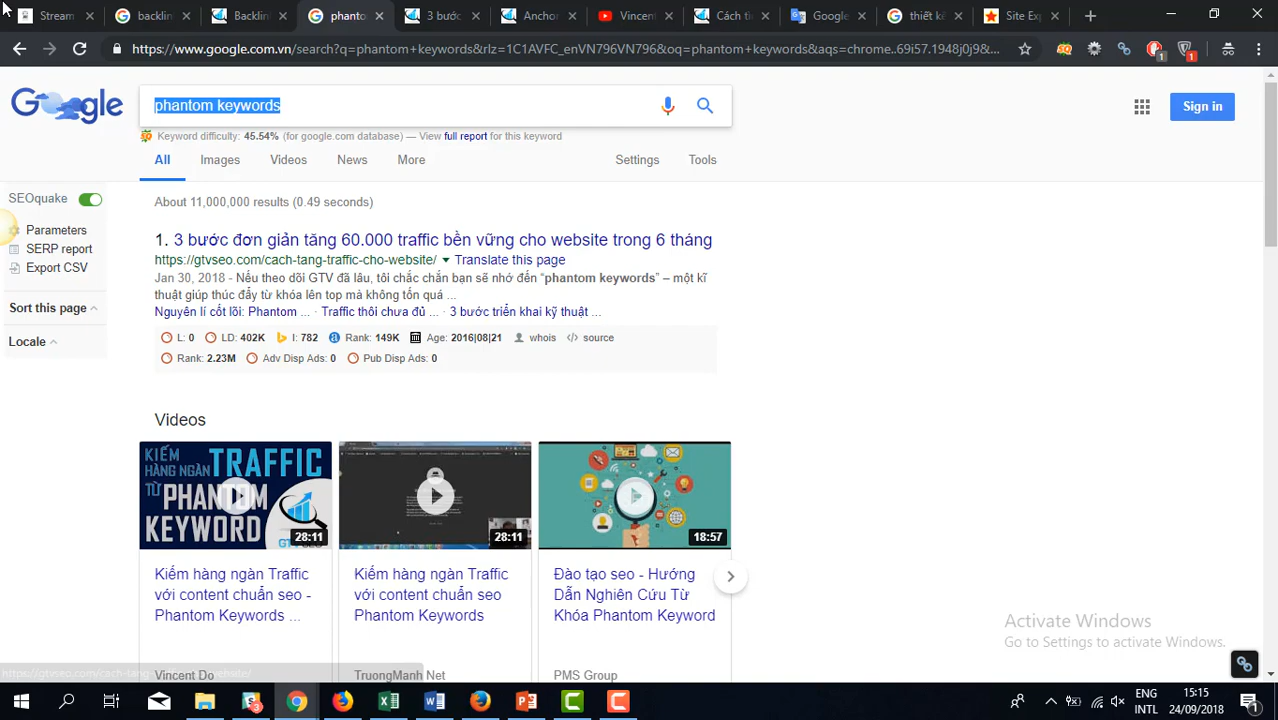 Stream
backlin
Backlin
phanto
3 bước
Anchor
Vincent
Cách tìr
Google
thiết kế
Site Exp
https://www.google.com.vn/search?q=phantom+keywords&rlz=1C1AVFC_enVN796VN796&oq=phantom+keywords&aqs=chrome..69i57.1948j0j9&...
Google
phantom keywords
Sign in
Keyword difficulty: 45.54% (for google.com database) — View full report for this keyword
All Images Videos News More Settings Tools
SEOquake
Parameters
SERP report
Export CSV
Sort this page
Locale
About 11,000,000 results (0.49 seconds)
1. 3 bước đơn giản tăng 60.000 traffic bền vững cho website trong 6 tháng
https://gtvseo.com/cach-tang-traffic-cho-website/ ▼ Translate this page
Jan 30, 2018 - Nếu theo dõi GTV đã lâu, tôi chắc chắn bạn sẽ nhớ đến “phantom keywords” – một kĩ
thuật giúp thúc đẩy từ khóa lên top mà không tốn quá ...
Nguyên lí cốt lõi: Phantom ... · Traffic thôi chưa đủ ... · 3 bước triển khai kỹ thuật ...
L: 0 LD: 402K I: 782 Rank: 149K Age: 2016|08|21 whois source
Rank: 2.23M Adv Disp Ads: 0 Pub Disp Ads: 0
Videos
KIẾM
HÀNG NGÀN TRAFFIC
TỪ PHANTOM
KEYWORD
GTV SEO
28:11
28:11
18:57
Kiếm hàng ngàn Traffic
với content chuẩn seo -
Phantom Keywords ...
Vincent Do
Kiếm hàng ngàn Traffic
với content chuẩn seo
Phantom Keywords
TruongManh Net
Đào tạo seo - Hướng
Dẫn Nghiên Cứu Từ
Khóa Phantom Keyword
PMS Group
Activate Windows
Go to Settings to activate Windows.
ENG
INTL
15:15
24/09/2018